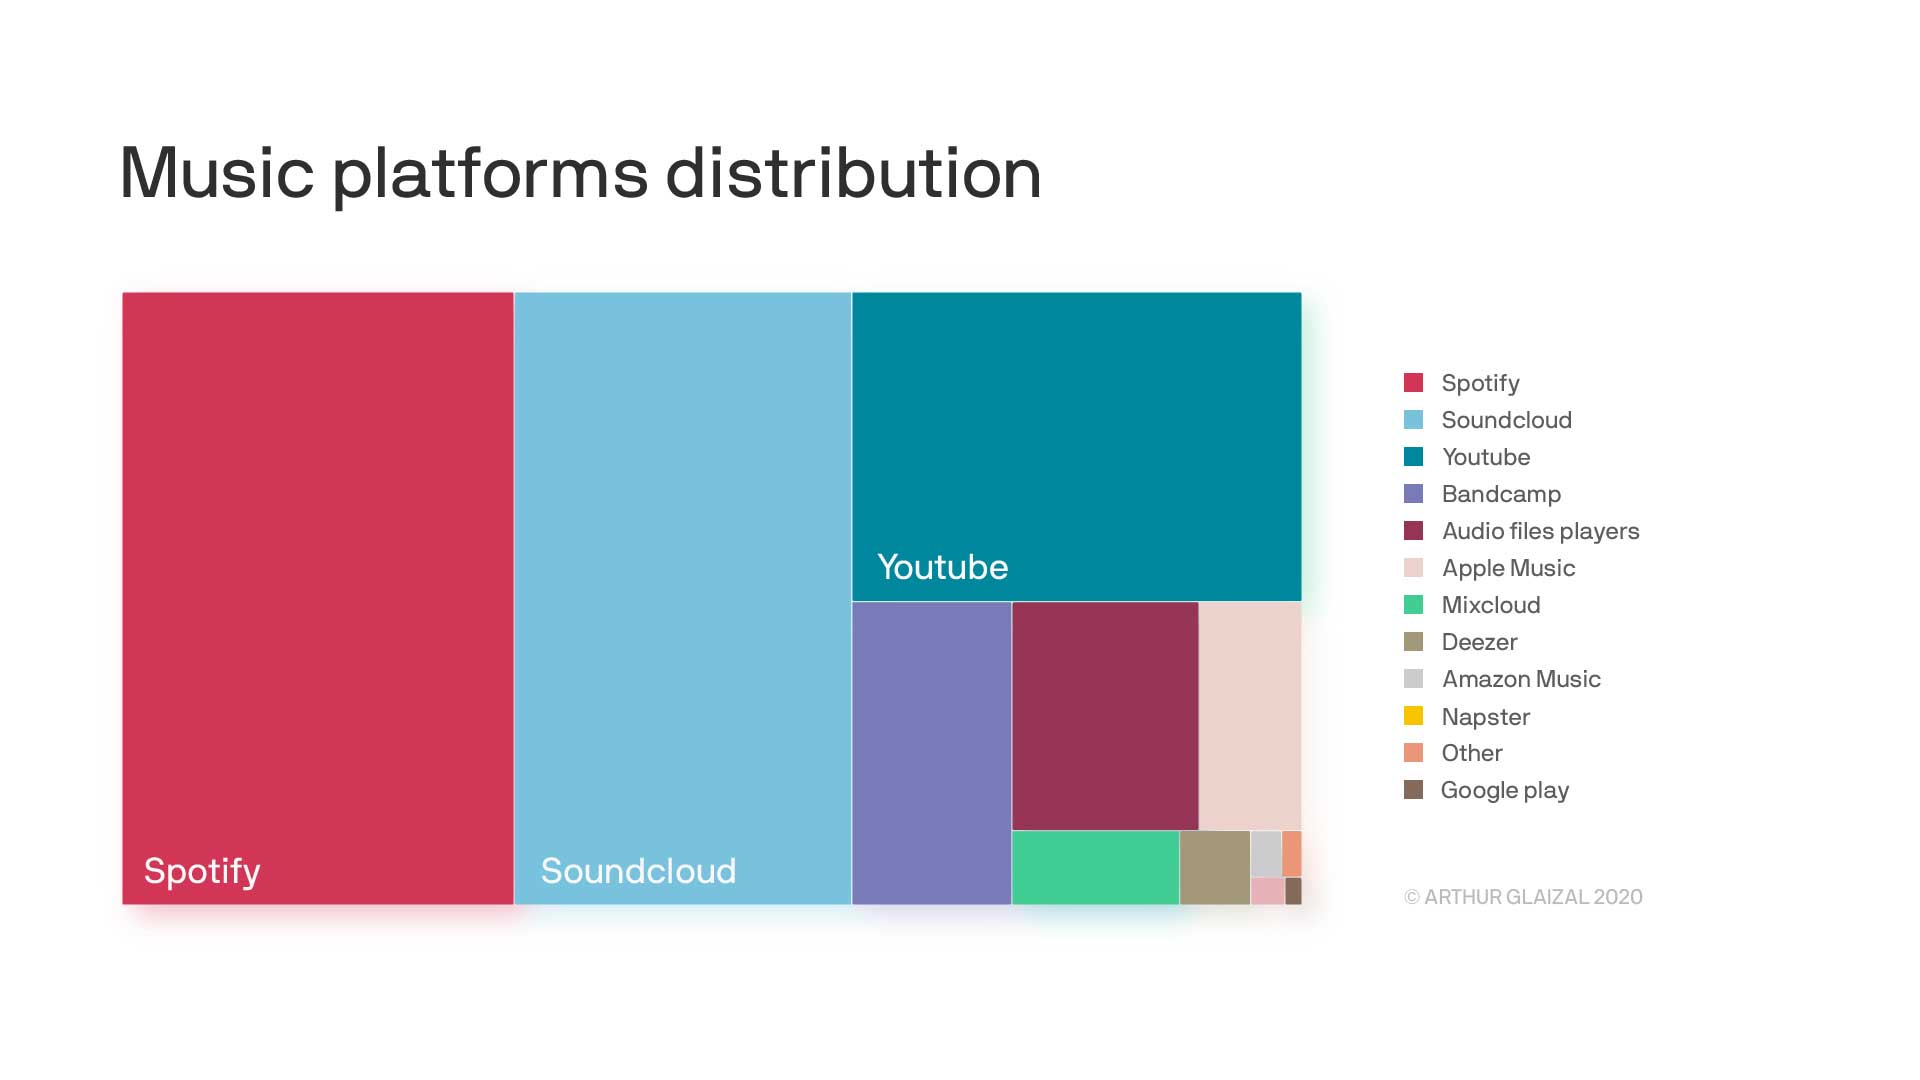 Music platforms distribution
Youtube
Spotify
Soundcloud
Spotify
Soundcloud
Youtube
Bandcamp
Audio files players
Apple Music
Mixcloud
Deezer
Amazon Music
Napster
Other
Google play
© ARTHUR GLAIZAL 2020